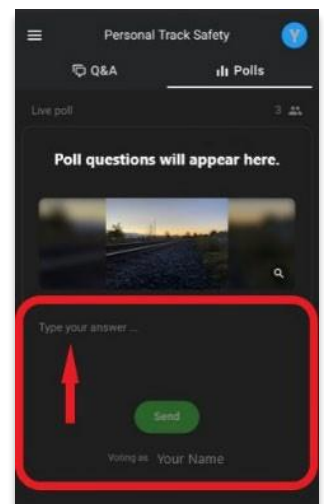 Personal Track Safety Y
Q&A Polls
Live poll 3
Poll questions will appear here.
Type your answer ...
Send
Voting as Your Name